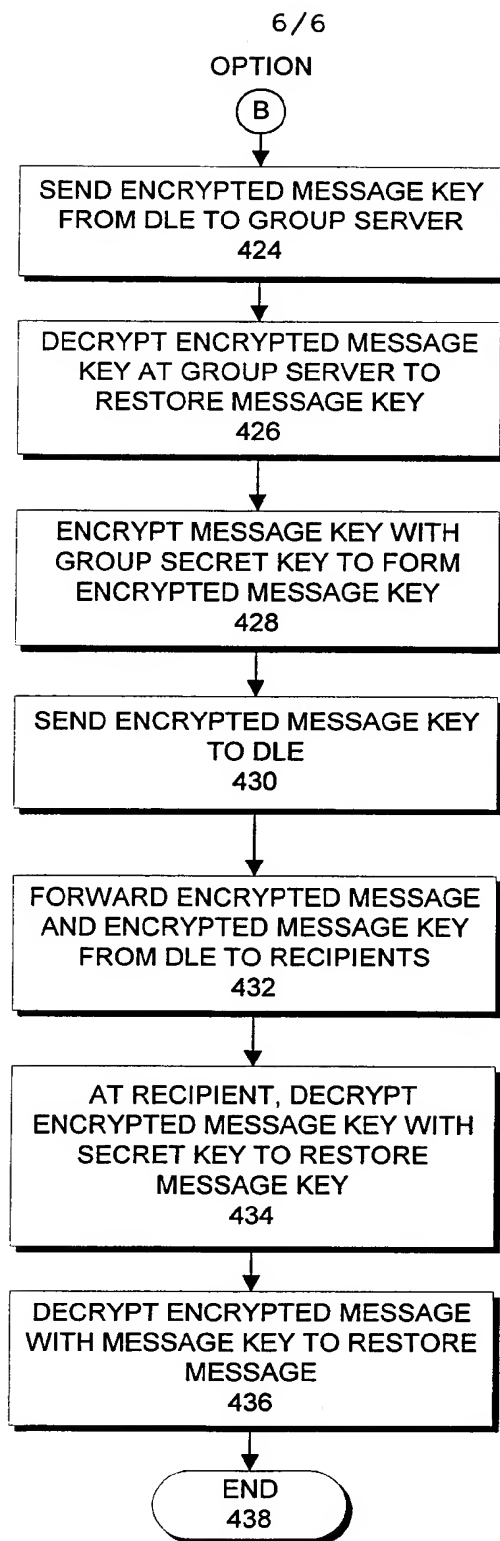 6/6
OPTION
B
SEND ENCRYPTED MESSAGE KEY
FROM DLE TO GROUP SERVER
424
DECRYPT ENCRYPTED MESSAGE
KEY AT GROUP SERVER TO
RESTORE MESSAGE KEY
426
ENCRYPT MESSAGE KEY WITH
GROUP SECRET KEY TO FORM
ENCRYPTED MESSAGE KEY
428
SEND ENCRYPTED MESSAGE KEY
TO DLE
430
FORWARD ENCRYPTED MESSAGE
AND ENCRYPTED MESSAGE KEY
FROM DLE TO RECIPIENTS
432
AT RECIPIENT, DECRYPT
ENCRYPTED MESSAGE KEY WITH
SECRET KEY TO RESTORE
MESSAGE KEY
434
DECRYPT ENCRYPTED MESSAGE
WITH MESSAGE KEY TO RESTORE
MESSAGE
436
END
438